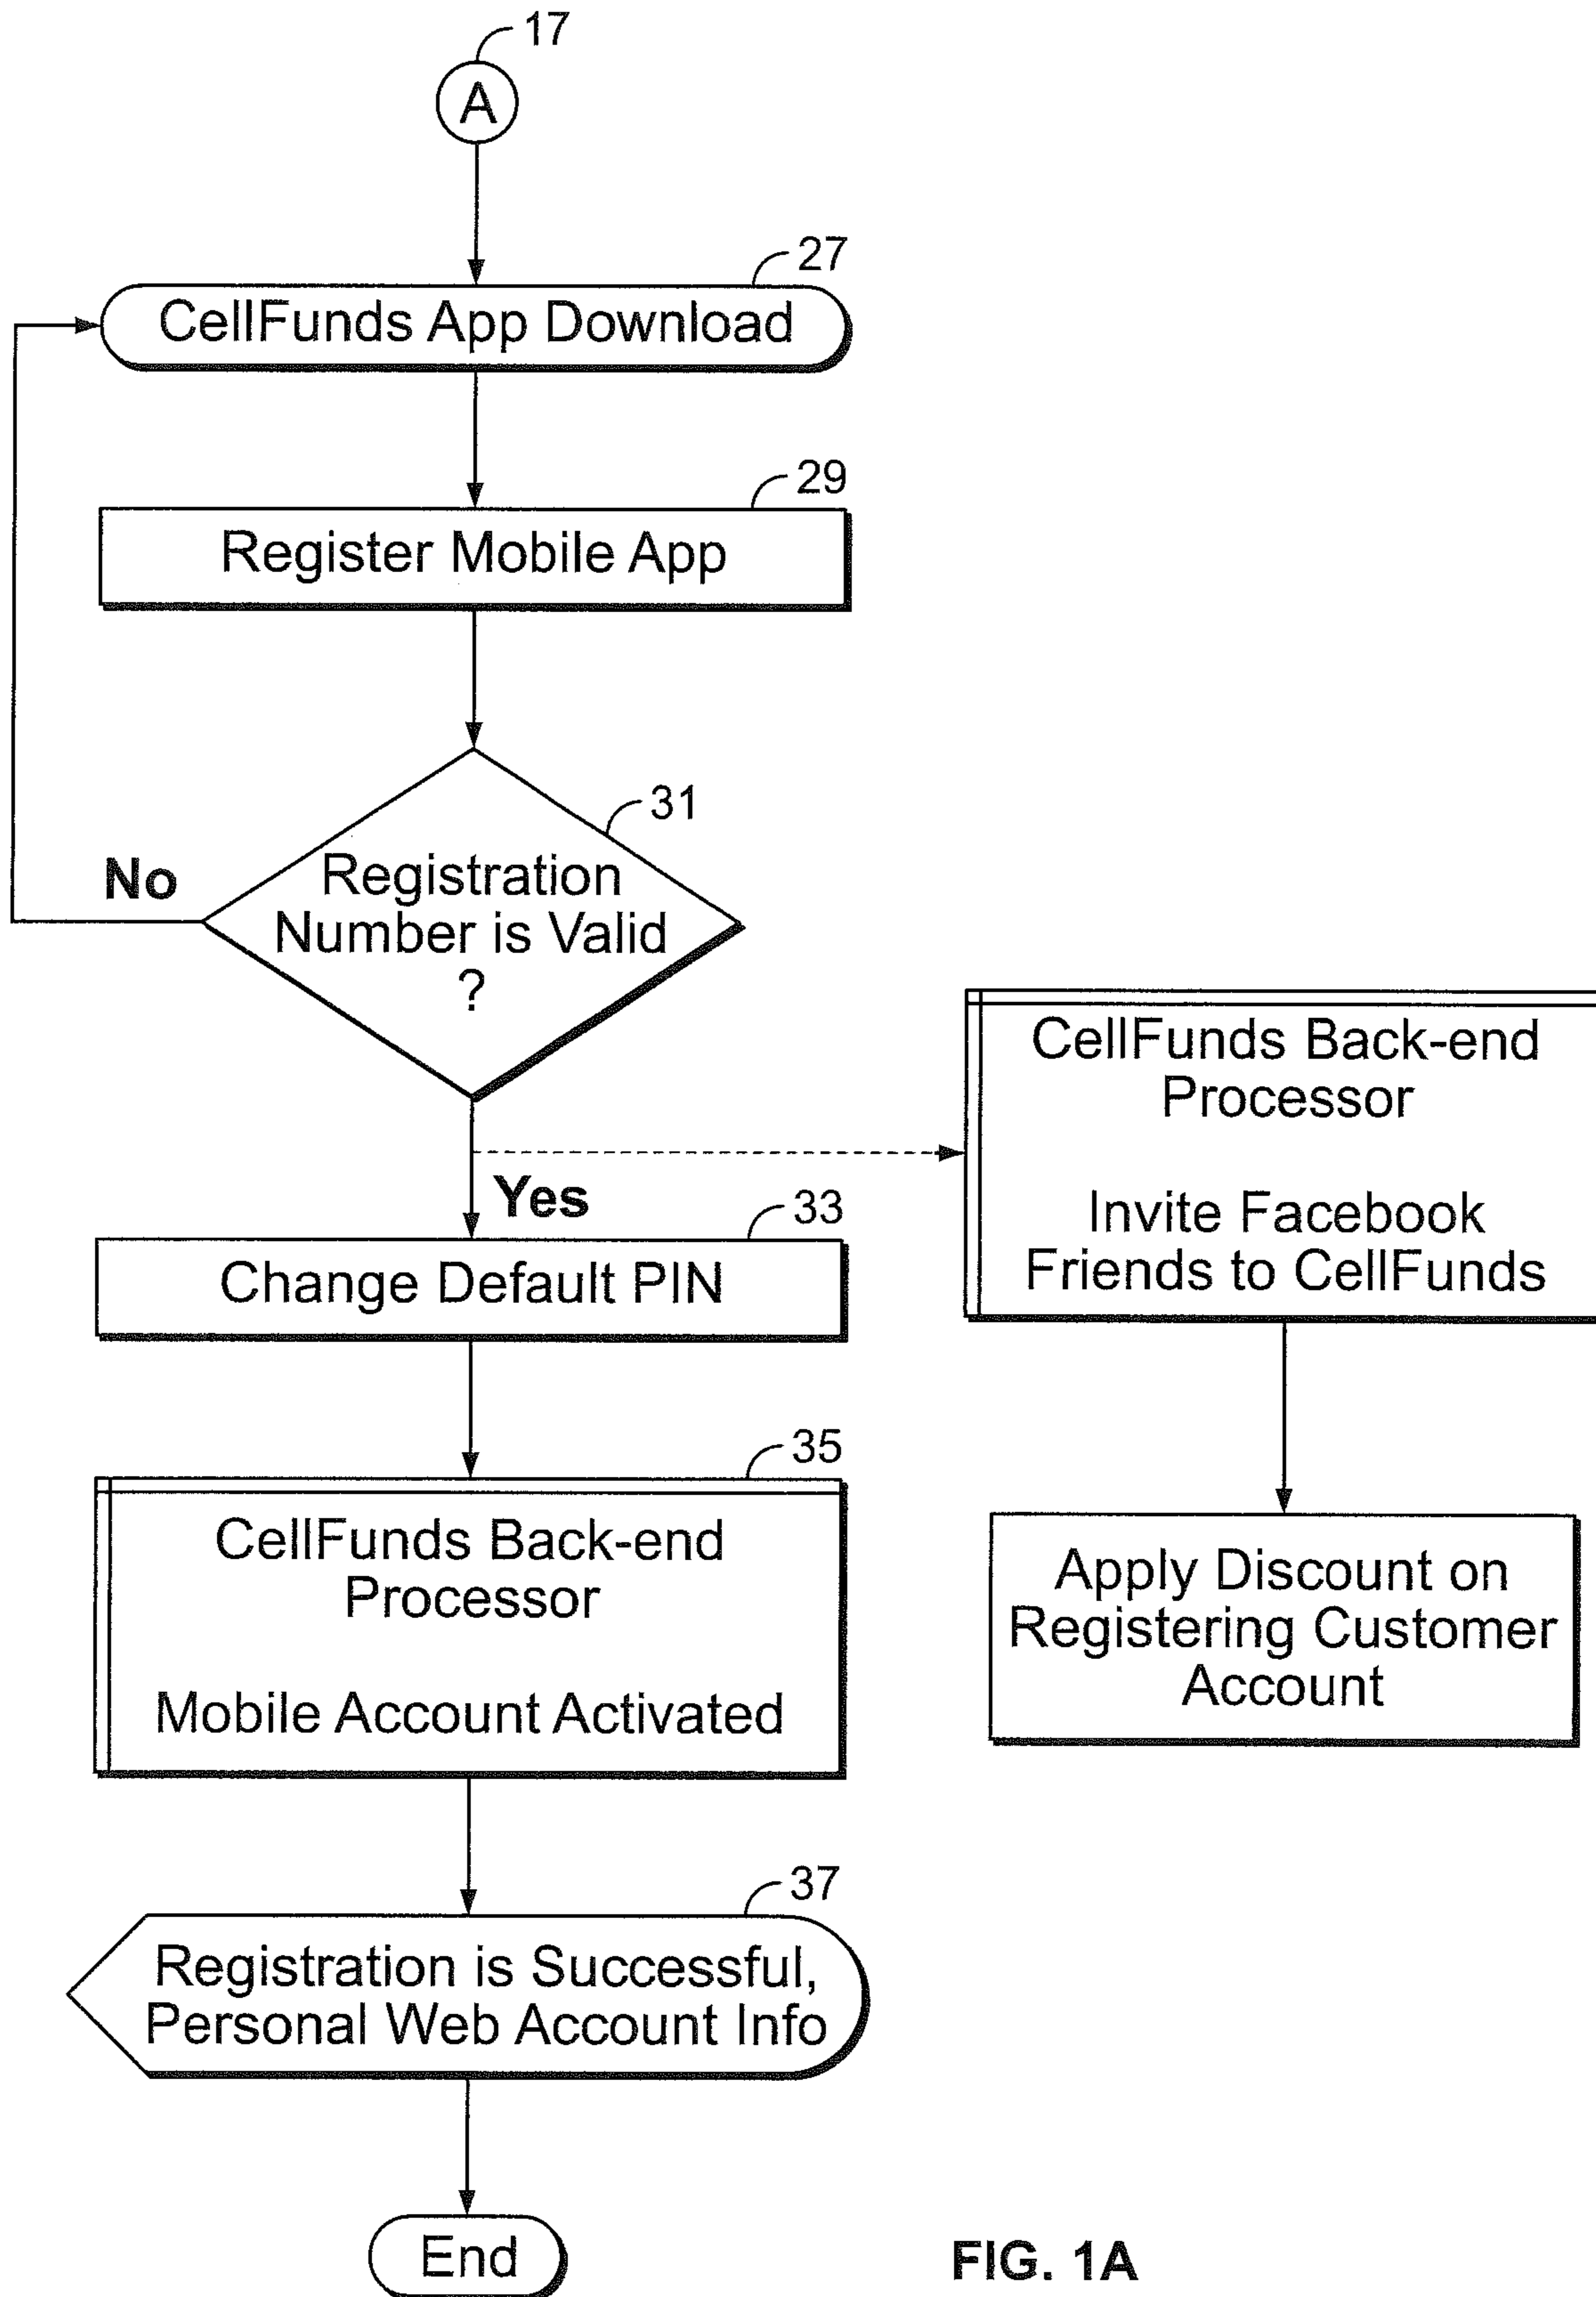 17
A
27
CellFunds App Download
29
Register Mobile App
31
No
Registration
Number is Valid
?
CellFunds Back-end
Processor
Invite Facebook
Friends to CellFunds
Yes
33
Change Default PIN
35
CellFunds Back-end
Processor
Mobile Account Activated
Apply Discount on
Registering Customer
Account
37
Registration is Successful,
Personal Web Account Info
End
FIG. 1A